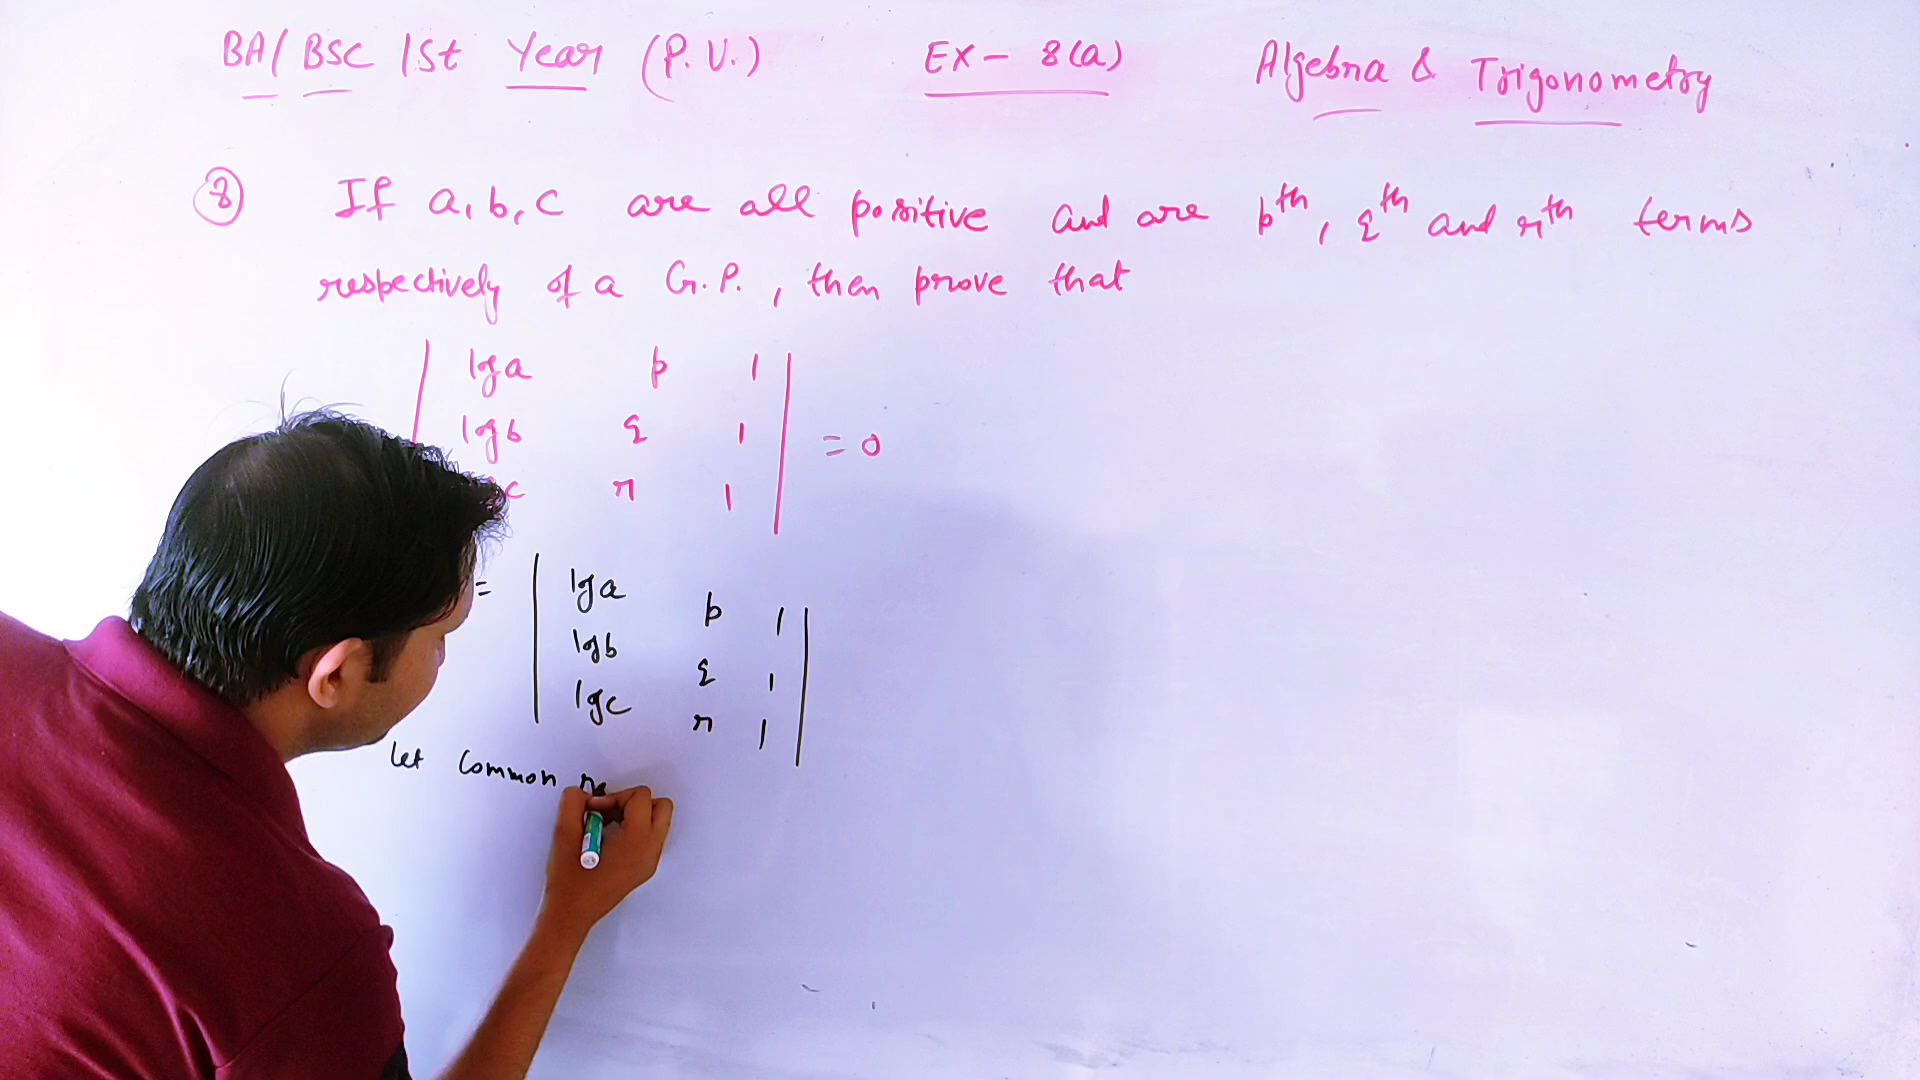 BA/BSC 1St Year (P.U.) EX- 8(a) Algebra & Trigonometry
8 If a, b, c are all positive and are pth, qth and rth terms
respectively of a G.P., then prove that
log a p 1
log b q 1 = 0
c r 1
= log a p 1
log b q 1
log c r 1
Let Common